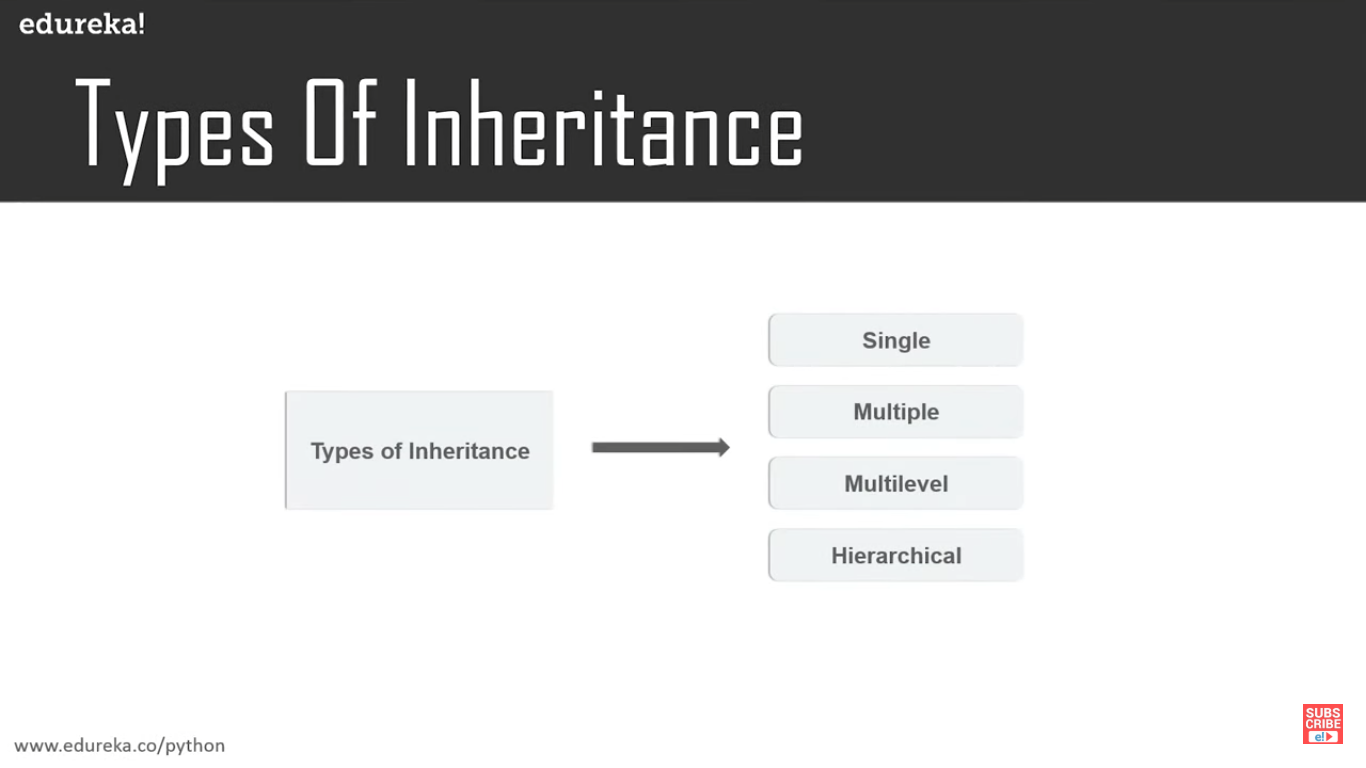 edureka!
Types Of Inheritance
Types of Inheritance
Single
Multiple
Multilevel
Hierarchical
www.edureka.co/python
SUBS
CRIBE
e!